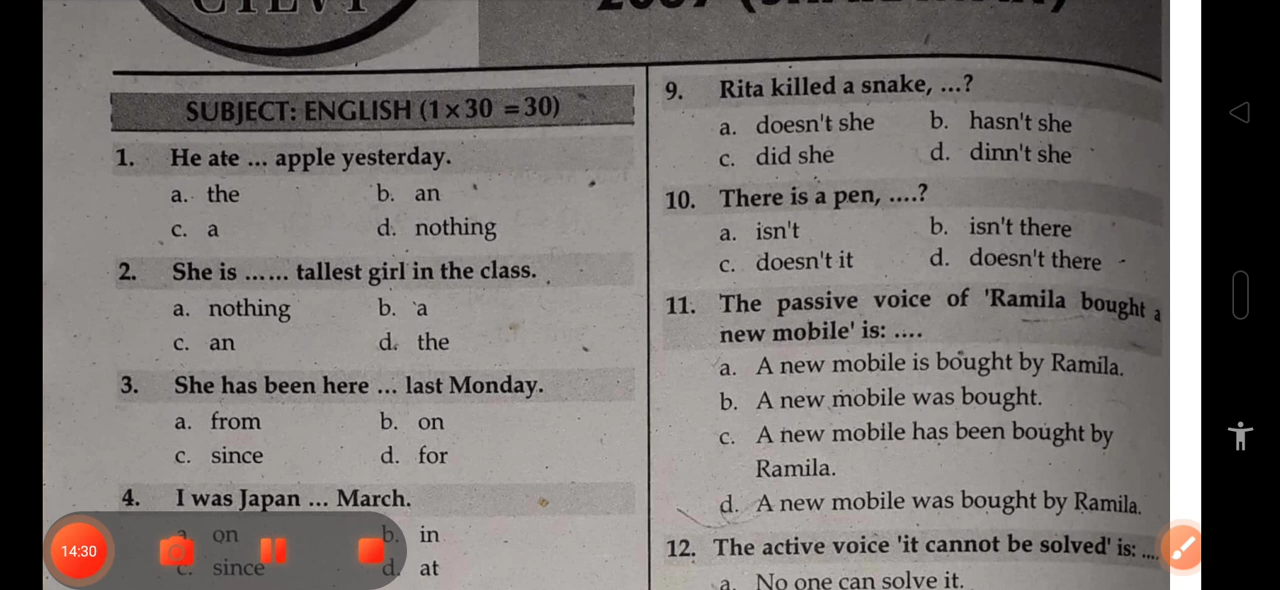 SUBJECT: ENGLISH (1×30 =30)
1. He ate ... apple yesterday.
a. the b. an
c. a d. nothing
2. She is ...... tallest girl in the class.
a. nothing b. a
c. an d. the
3. She has been here ... last Monday.
a. from b. on
c. since d. for
4. I was Japan ... March.
a. on b. in
c. since d. at
14:30
9. Rita killed a snake, ...?
a. doesn't she b. hasn't she
c. did she d. dinn't she
10. There is a pen, ....?
a. isn't b. isn't there
c. doesn't it d. doesn't there
11. The passive voice of 'Ramila bought a
new mobile' is: ....
a. A new mobile is bought by Ramila.
b. A new mobile was bought.
c. A new mobile has been bought by
Ramila.
d. A new mobile was bought by Ramila.
12. The active voice 'it cannot be solved' is: ....
a. No one can solve it.